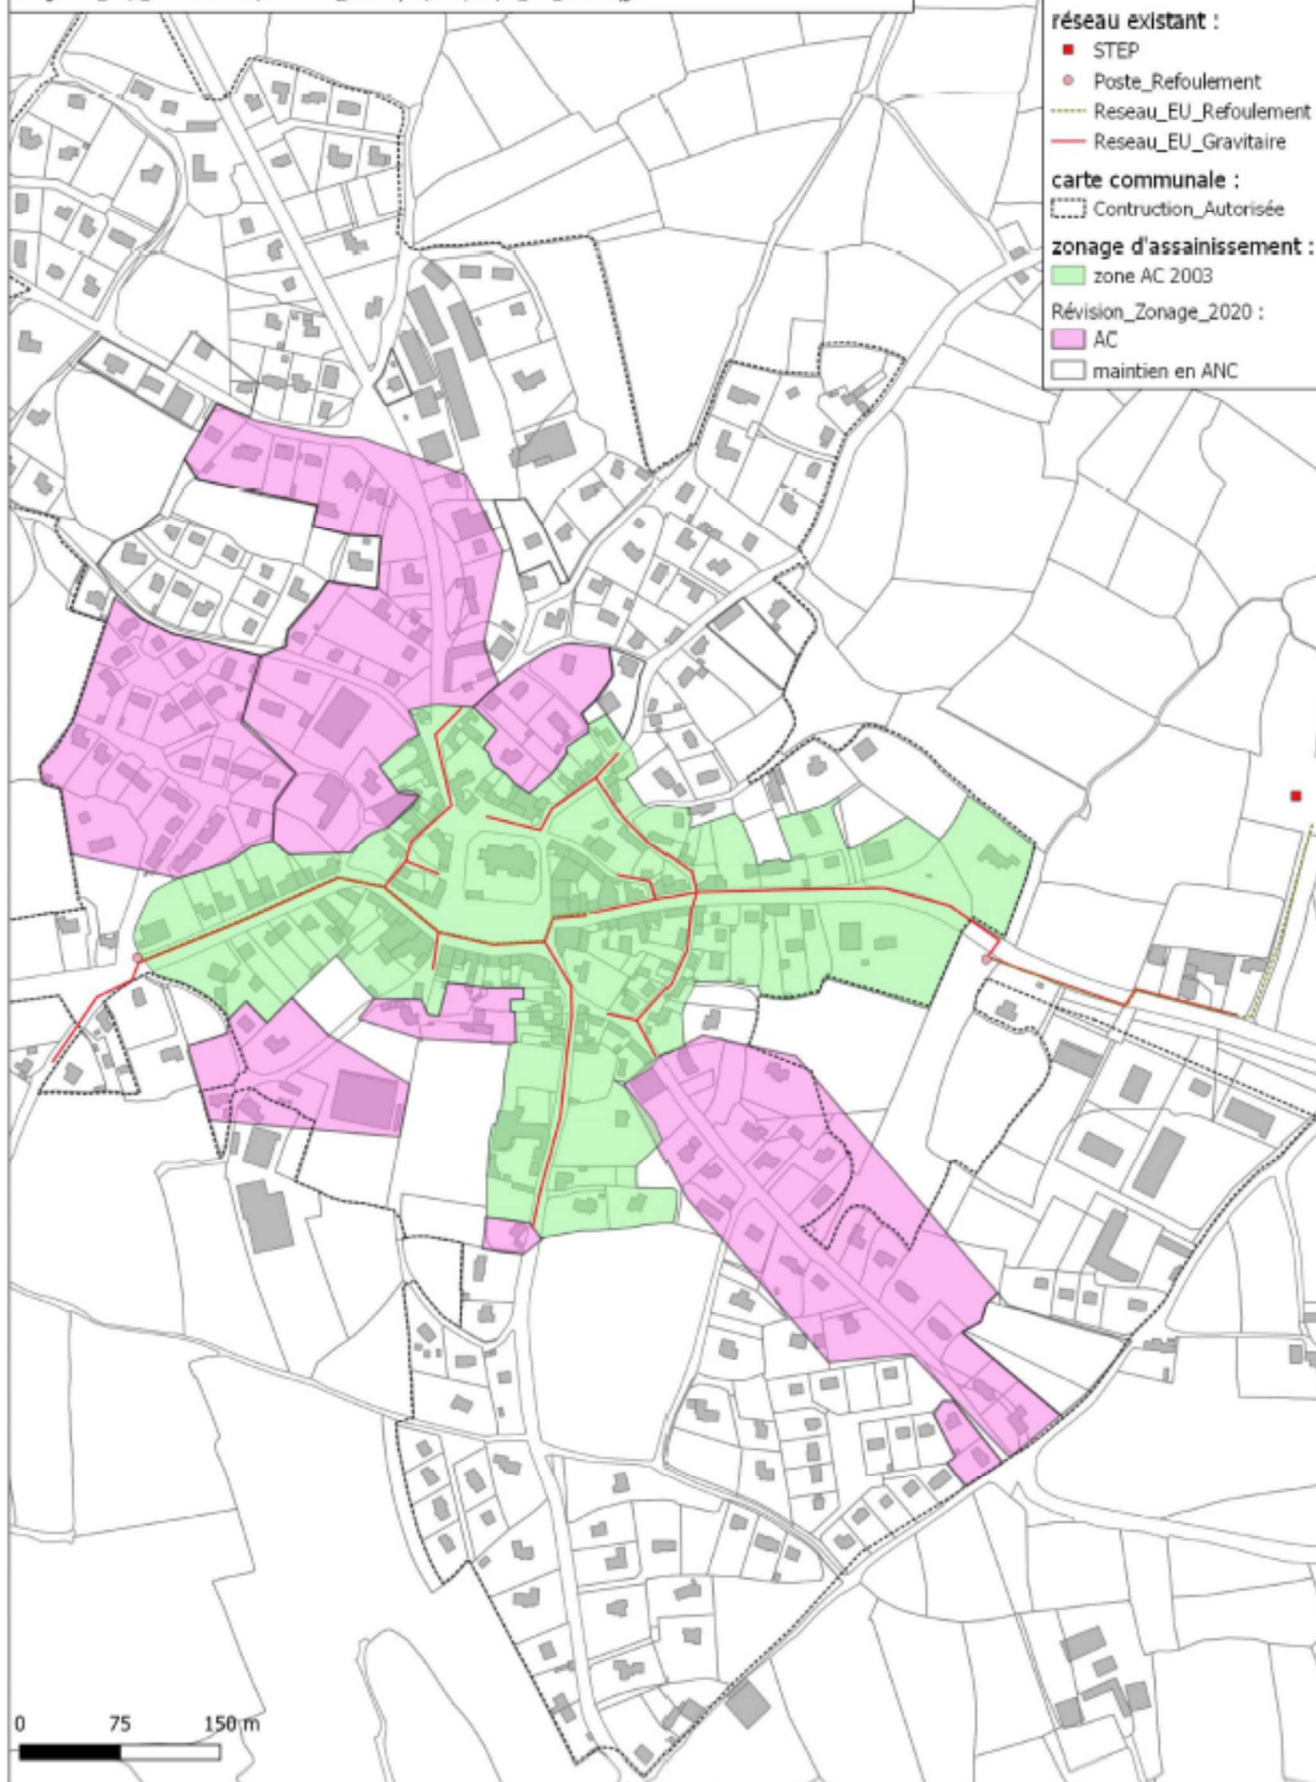 réseau existant :
STEP
Poste_Refoulement
Reseau_EU_Refoulement
Reseau_EU_Gravitaire
carte communale :
Contruction_Autorisée
zonage d'assainissement :
zone AC 2003
Révision_Zonage_2020 :
AC
maintien en ANC
0 75 150 m